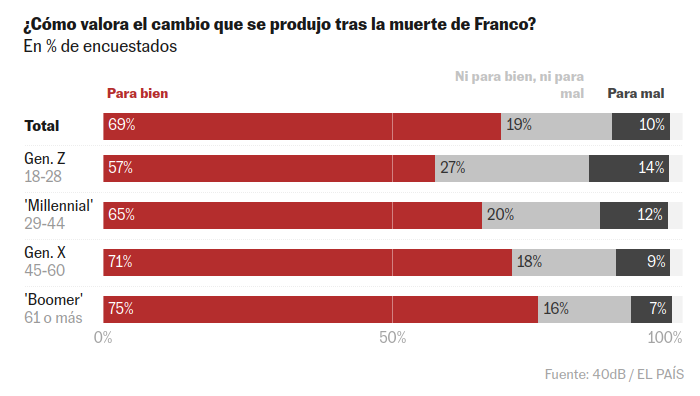 ¿Cómo valora el cambio que se produjo tras la muerte de Franco?
En % de encuestados
Para bien
Ni para bien, ni para
mal
Para mal
Total
69%
19%
10%
Gen. Z
18-28
57%
27%
14%
'Millennial'
29-44
65%
20%
12%
Gen. X
45-60
71%
18%
9%
'Boomer'
61 o más
75%
16%
7%
0%
50%
100%
Fuente: 40dB / EL PAÍS